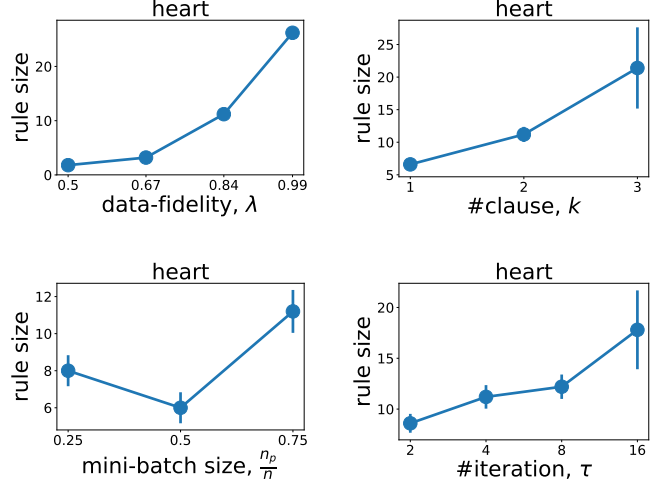 heart
rule size
20
10
0
0.5 0.67 0.84 0.99
data-fidelity, λ
heart
rule size
25
20
15
10
5
1 2 3
#clause, k
heart
rule size
12
10
8
6
0.25 0.5 0.75
mini-batch size, n_p/n
heart
rule size
20
15
10
2 4 8 16
#iteration, τ